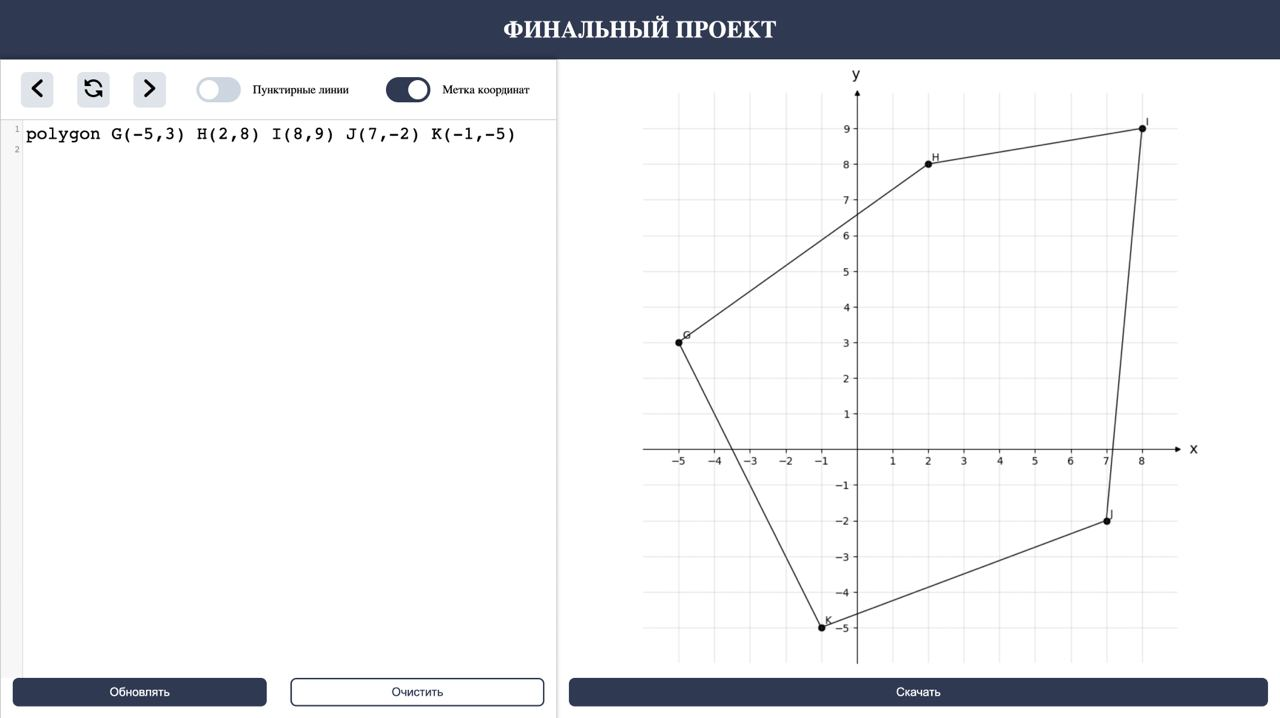 ФИНАЛЬНЫЙ ПРОЕКТ
Пунктирные линии
Метка координат
1 polygon G(-5,3) H(2,8) I(8,9) J(7,-2) K(-1,-5)
2
y
9
8
7
6
5
4
3
2
1
−1
−2
−3
−4
−5
−5 −4 −3 −2 −1 1 2 3 4 5 6 7 8
x
I
H
G
J
K
Обновлять
Очистить
Скачать